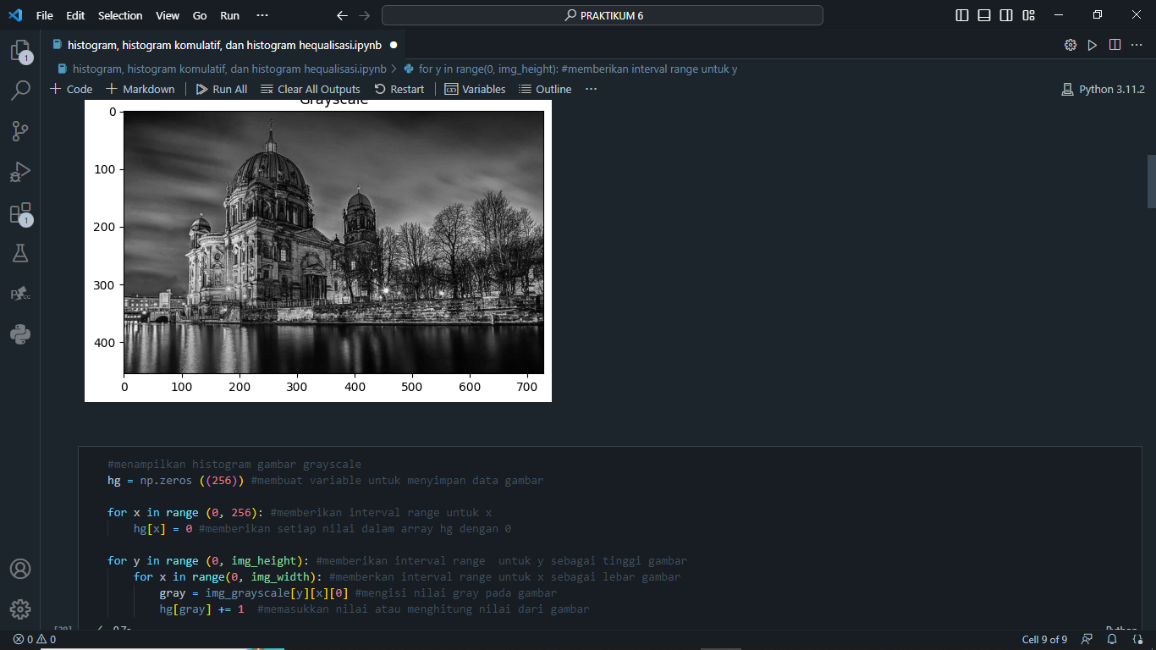 File Edit Selection View Go Run ··· PRAKTIKUM 6
histogram, histogram komulatif, dan histogram hequalisasi.ipynb
histogram, histogram komulatif, dan histogram hequalisasi.ipynb > for y in range(0, img_height): #memberikan interval range untuk y
+ Code + Markdown Run All Clear All Outputs Restart Variables Outline ··· Python 3.11.2
1
1
Grayscale
0
100
200
300
400
0 100 200 300 400 500 600 700
#menampilkan histogram gambar grayscale
hg = np.zeros ((256)) #membuat variable untuk menyimpan data gambar
for x in range (0, 256): #memberikan interval range untuk x
hg[x] = 0 #memberikan setiap nilai dalam array hg dengan 0
for y in range (0, img_height): #memberikan interval range  untuk y sebagai tinggi gambar
for x in range(0, img_width): #memberkan interval range untuk x sebagai lebar gambar
gray = img_grayscale[y][x][0] #mengisi nilai gray pada gambar
hg[gray] += 1  #memasukkan nilai atau menghitung nilai dari gambar
Python
0 0 Cell 9 of 9